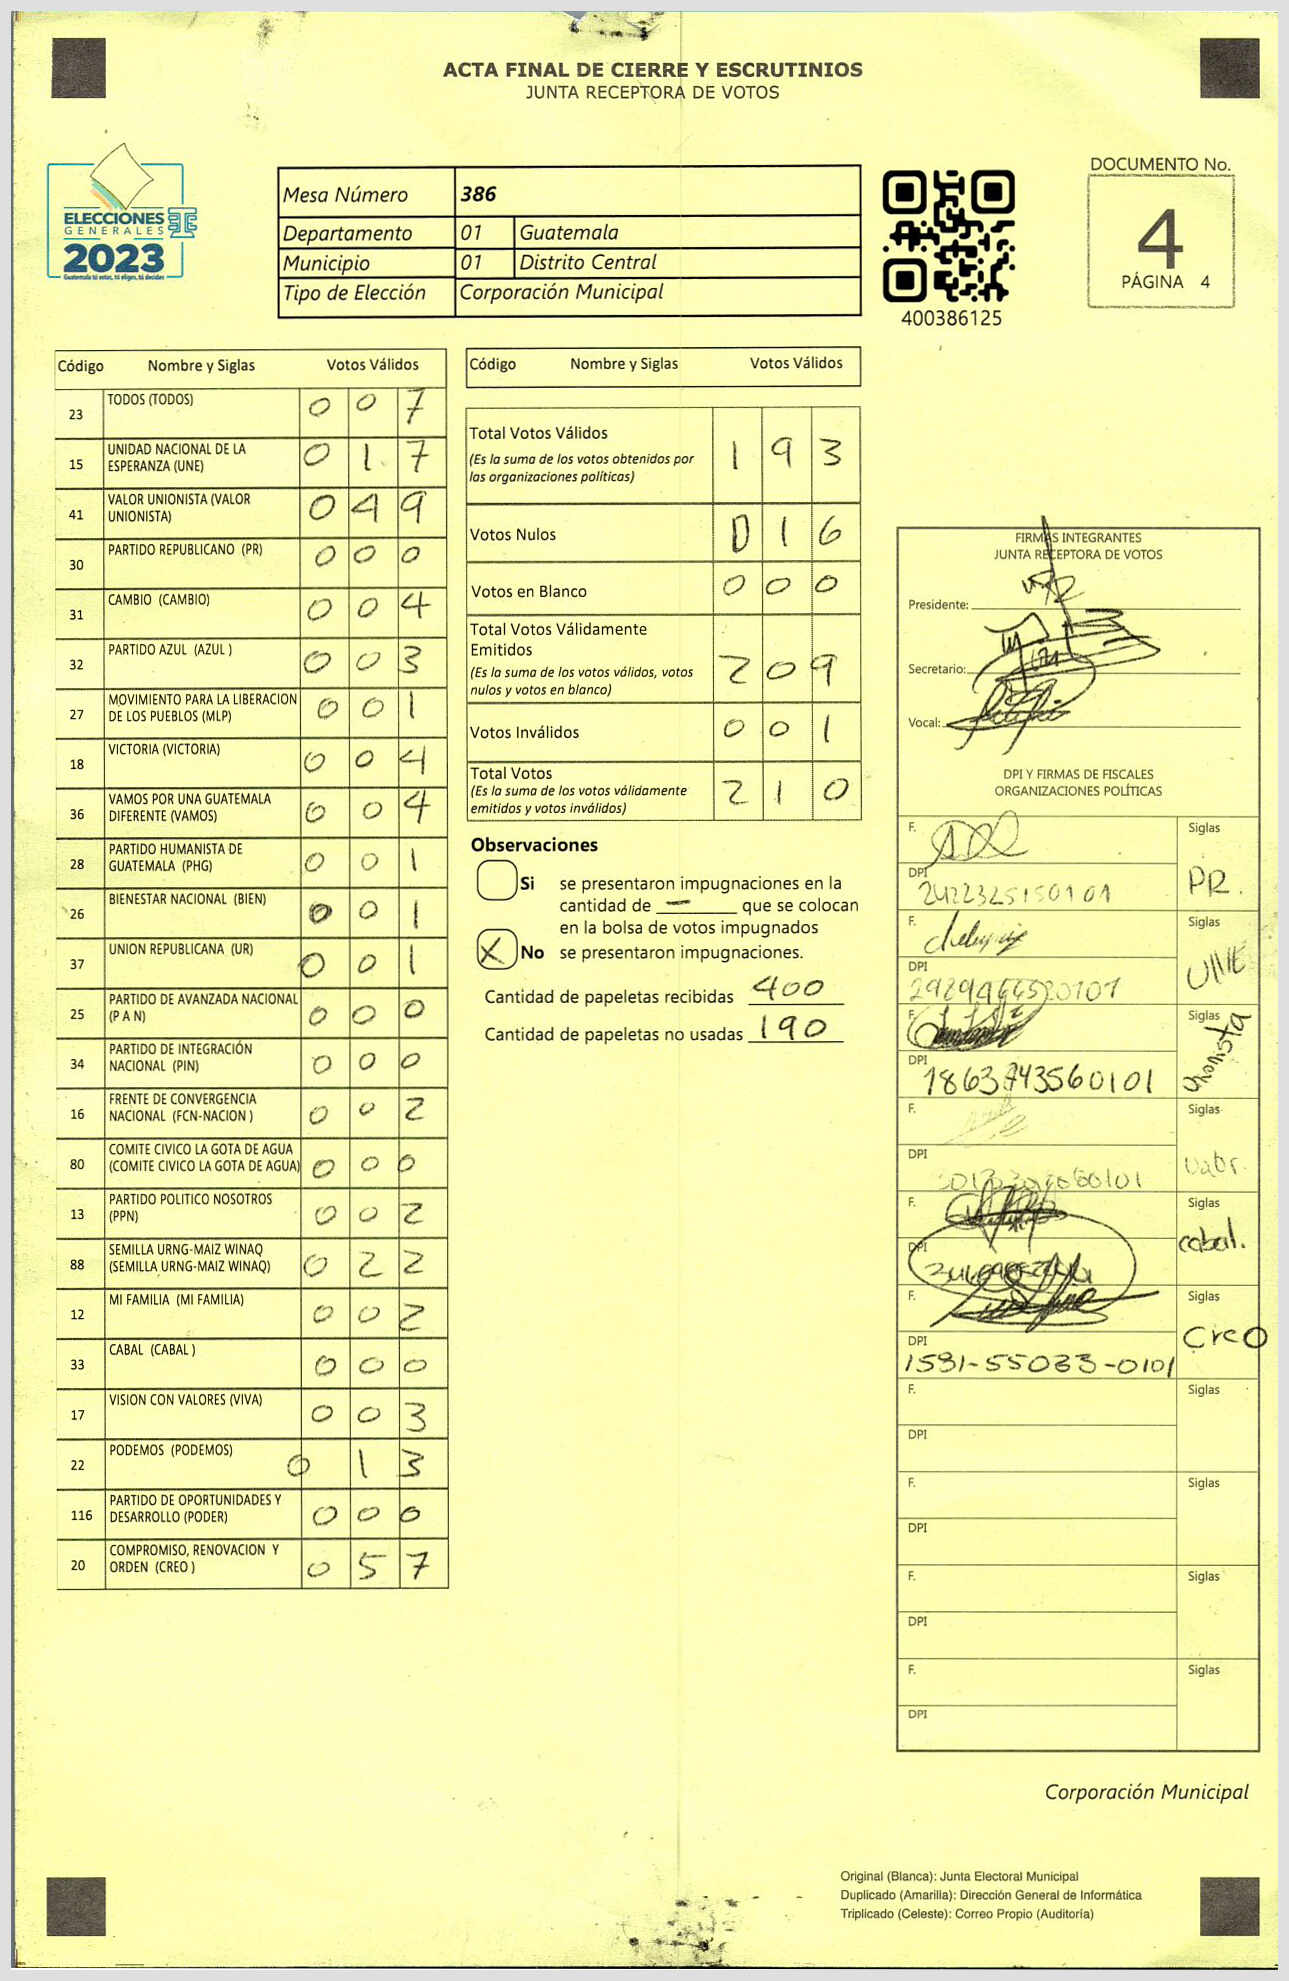 ACTA FINAL DE CIERRE Y ESCRUTINIOS
JUNTA RECEPTORA DE VOTOS
ELECCIONES
GENERALES
2023
Guatemala tú votas, tú eliges, tú decides
Mesa Número 386
Departamento 01 Guatemala
Municipio 01 Distrito Central
Tipo de Elección Corporación Municipal
400386125
DOCUMENTO No.
4
PÁGINA 4
Código Nombre y Siglas Votos Válidos
23 TODOS (TODOS) 0 0 7
15 UNIDAD NACIONAL DE LA
ESPERANZA (UNE) 0 1 7
41 VALOR UNIONISTA (VALOR
UNIONISTA) 0 4 9
30 PARTIDO REPUBLICANO (PR) 0 0 0
31 CAMBIO (CAMBIO) 0 0 4
32 PARTIDO AZUL (AZUL ) 0 0 3
27 MOVIMIENTO PARA LA LIBERACION
DE LOS PUEBLOS (MLP) 0 0 1
18 VICTORIA (VICTORIA) 0 0 4
36 VAMOS POR UNA GUATEMALA
DIFERENTE (VAMOS) 0 0 4
28 PARTIDO HUMANISTA DE
GUATEMALA (PHG) 0 0 1
26 BIENESTAR NACIONAL (BIEN) 0 0 1
37 UNION REPUBLICANA (UR) 0 0 1
25 PARTIDO DE AVANZADA NACIONAL
(P A N) 0 0 0
34 PARTIDO DE INTEGRACIÓN
NACIONAL (PIN) 0 0 0
16 FRENTE DE CONVERGENCIA
NACIONAL (FCN-NACION ) 0 0 2
80 COMITE CIVICO LA GOTA DE AGUA
(COMITE CIVICO LA GOTA DE AGUA) 0 0 0
13 PARTIDO POLITICO NOSOTROS
(PPN) 0 0 2
88 SEMILLA URNG-MAIZ WINAQ
(SEMILLA URNG-MAIZ WINAQ) 0 2 2
12 MI FAMILIA (MI FAMILIA) 0 0 2
33 CABAL (CABAL ) 0 0 0
17 VISION CON VALORES (VIVA) 0 0 3
22 PODEMOS (PODEMOS) 0 1 3
116 PARTIDO DE OPORTUNIDADES Y
DESARROLLO (PODER) 0 0 0
20 COMPROMISO, RENOVACION Y
ORDEN (CREO ) 0 5 7
Código Nombre y Siglas Votos Válidos
Total Votos Válidos 1 9 3
(Es la suma de los votos obtenidos por
las organizaciones políticas)
Votos Nulos 0 1 6
Votos en Blanco 0 0 0
Total Votos Válidamente
Emitidos 2 0 9
(Es la suma de los votos válidos, votos
nulos y votos en blanco)
Votos Inválidos 0 0 1
Total Votos 2 1 0
(Es la suma de los votos válidamente
emitidos y votos inválidos)
Observaciones
Si se presentaron impugnaciones en la
cantidad de — que se colocan
en la bolsa de votos impugnados
X No se presentaron impugnaciones.
Cantidad de papeletas recibidas 400
Cantidad de papeletas no usadas 190
FIRMAS INTEGRANTES
JUNTA RECEPTORA DE VOTOS
Presidente:
Secretario:
Vocal:
DPI Y FIRMAS DE FISCALES
ORGANIZACIONES POLÍTICAS
F. Siglas
DPI PR.
2422325150101
F. Siglas
DPI UNE
F. Siglas
DPI Unonista
1863743560101
F. Siglas
DPI Valor.
F. Siglas
DPI cabal.
F. Siglas
DPI CreO
1591-55033-0101
F. Siglas
DPI
F. Siglas
DPI
F. Siglas
DPI
F. Siglas
DPI
Corporación Municipal
Original (Blanca): Junta Electoral Municipal
Duplicado (Amarilla): Dirección General de Informática
Triplicado (Celeste): Correo Propio (Auditoría)